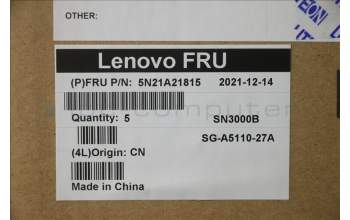 OTHER:
Lenovo FRU
(P)FRU P/N: 5N21A21815 2021-12-14
Quantity: 5 SN3000B
SG-A5110-27A
(4L)Origin: CN
Made in China